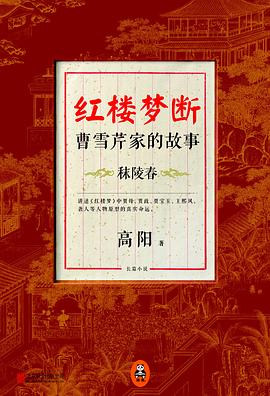 红楼梦断
曹雪芹家的故事
秣陵春
讲述《红楼梦》中贾母、贾政、贾宝玉、王熙凤、
袭人等人物原型的真实命运。
高阳 著
长篇小说